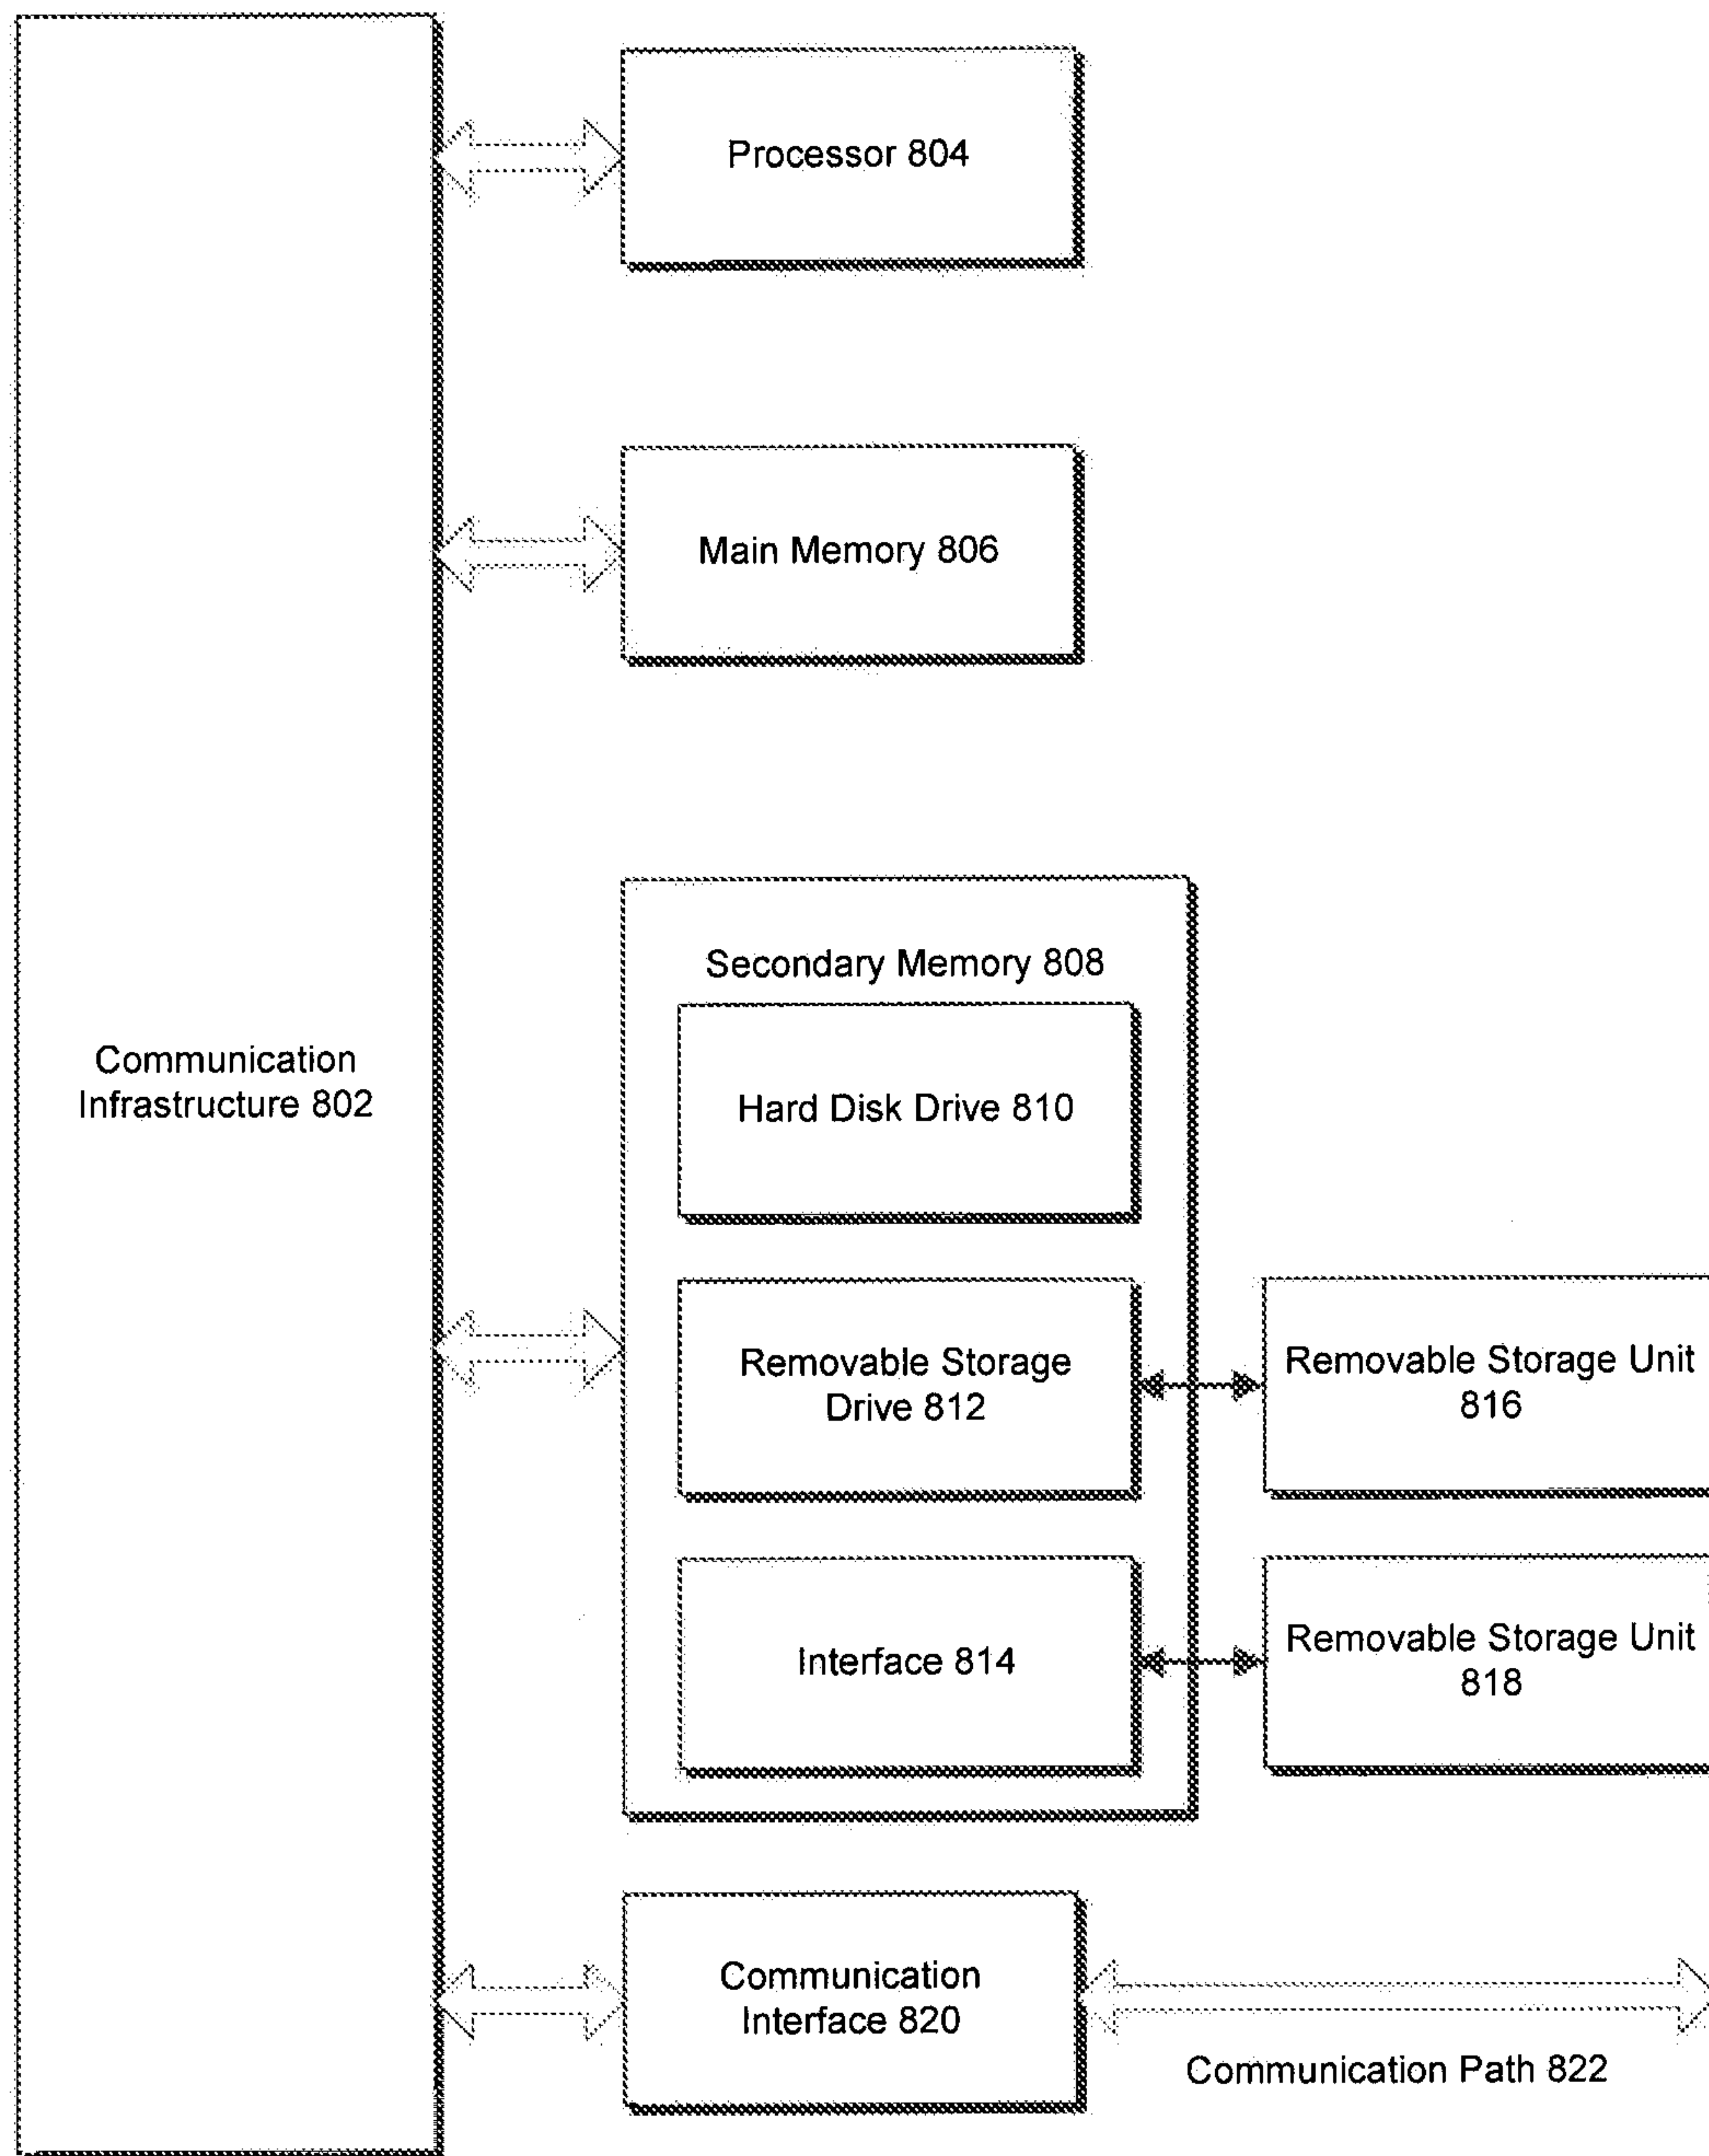 Processor 804
Main Memory 806
Secondary Memory 808
Communication
Infrastructure 802
Hard Disk Drive 810
Removable Storage
Drive 812
Removable Storage Unit
816
Interface 814
Removable Storage Unit
818
Communication
Interface 820
Communication Path 822